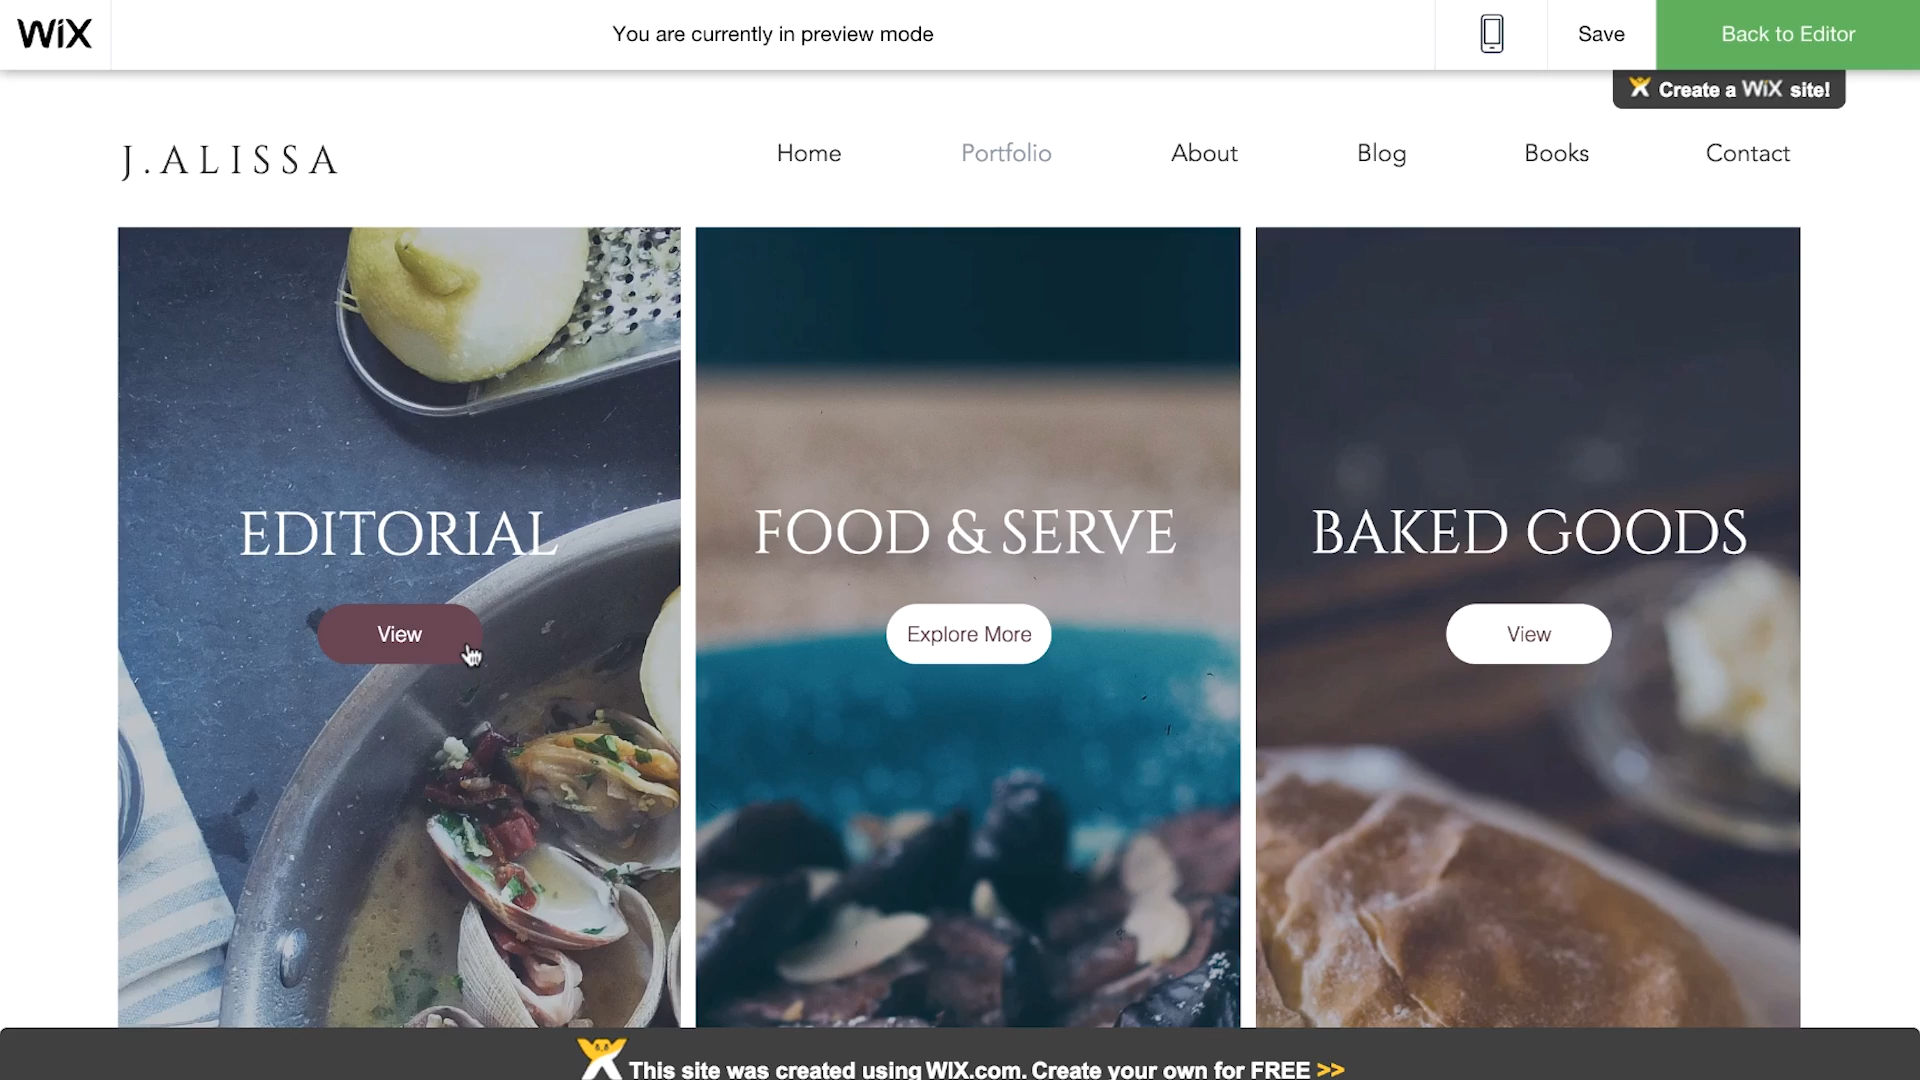 WiX
You are currently in preview mode
Save
Back to Editor
Create a WiX site!
J.ALISSA
Home
Portfolio
About
Blog
Books
Contact
EDITORIAL
FOOD & SERVE
BAKED GOODS
View
Explore More
View
This site was created using WIX.com. Create your own for FREE >>